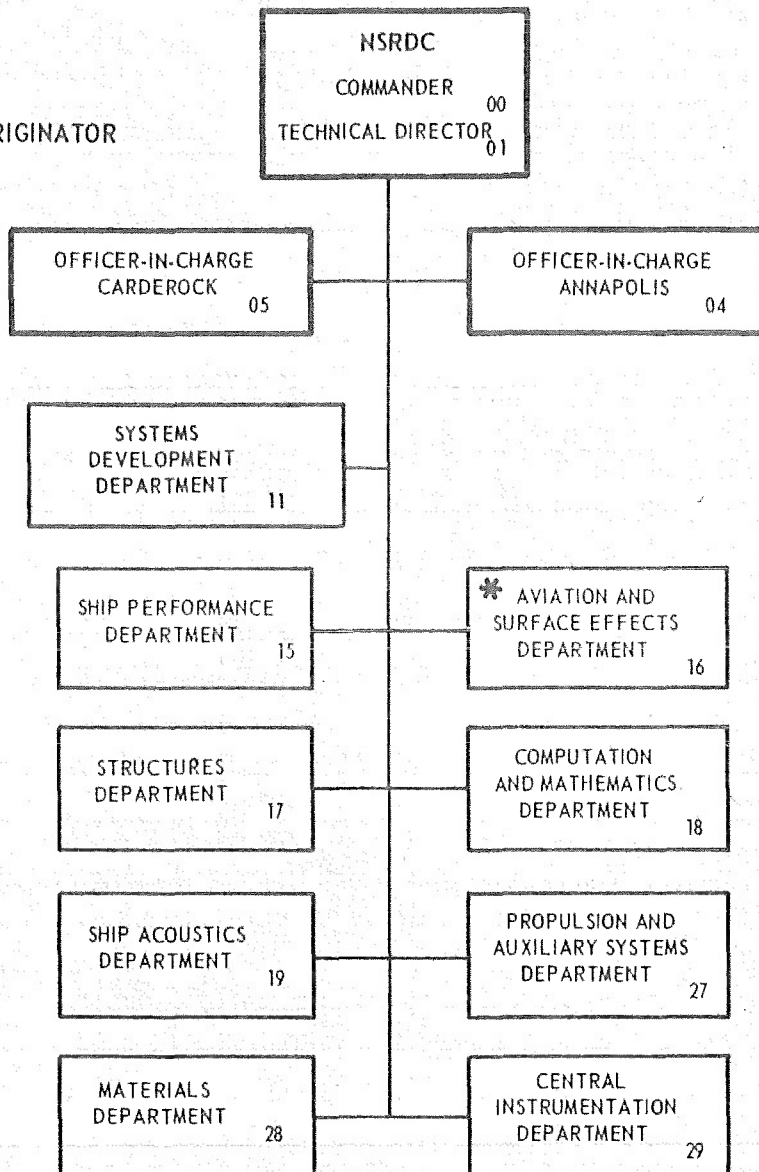 NSRDC
COMMANDER 00
TECHNICAL DIRECTOR 01
RIGINATOR
OFFICER-IN-CHARGE
CARDEROCK 05
OFFICER-IN-CHARGE
ANNAPOLIS 04
SYSTEMS
DEVELOPMENT
DEPARTMENT 11
SHIP PERFORMANCE
DEPARTMENT 15
* AVIATION AND
SURFACE EFFECTS
DEPARTMENT 16
STRUCTURES
DEPARTMENT 17
COMPUTATION
AND MATHEMATICS
DEPARTMENT 18
SHIP ACOUSTICS
DEPARTMENT 19
PROPULSION AND
AUXILIARY SYSTEMS
DEPARTMENT 27
MATERIALS
DEPARTMENT 28
CENTRAL
INSTRUMENTATION
DEPARTMENT 29